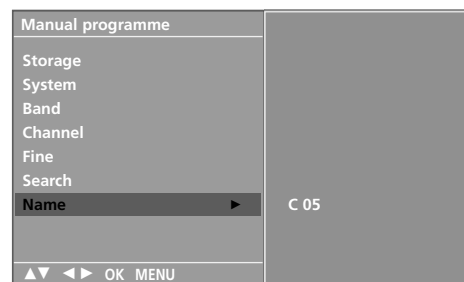 Manual programme
Storage
System
Band
Channel
Fine
Search
Name ► C 05
▲▼ ◄► OK MENU